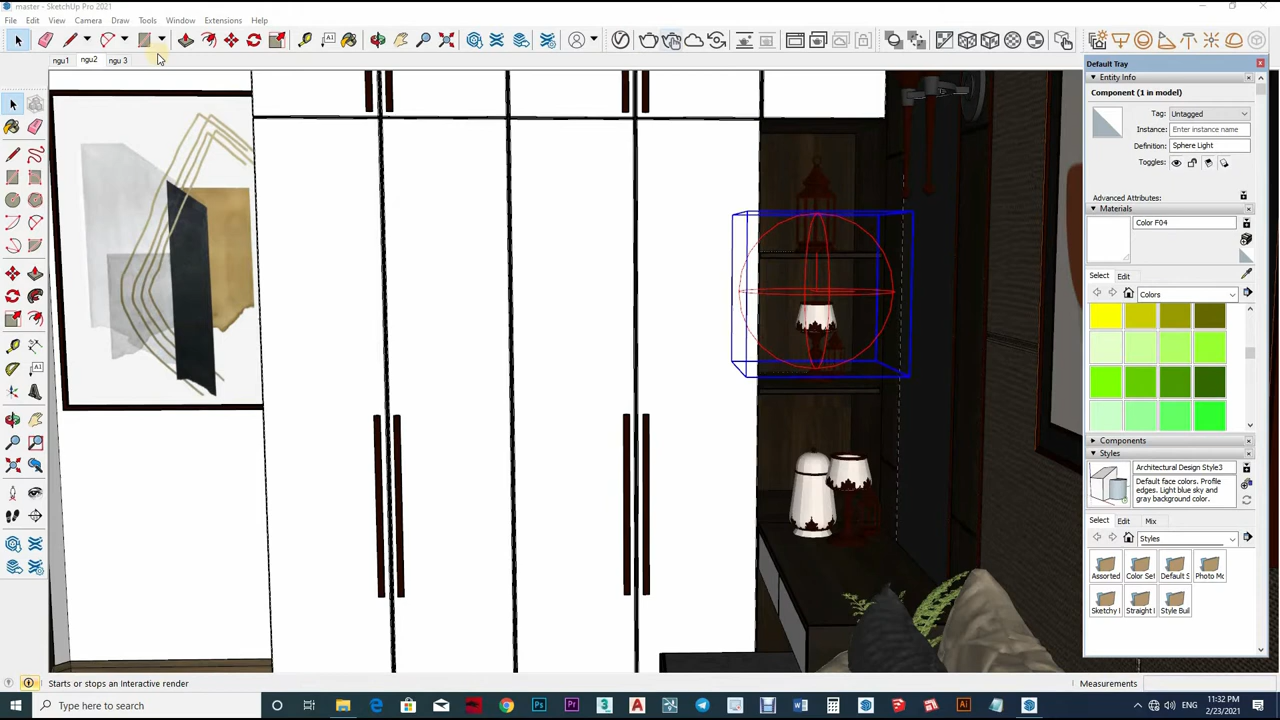 master - SketchUp Pro 2021
File Edit View Camera Draw Tools Window Extensions Help
ngu1 ngu2 ngu 3
Default Tray
Entity Info
Component (1 in model)
Tag: Untagged
Instance: Enter instance name
Definition: Sphere Light
Toggles:
Advanced Attributes:
Materials
Color F04
Select Edit
Colors
Components
Styles
Architectural Design Style3
Default face colors. Profile
edges. Light blue sky and
gray background color.
Select Edit Mix
Styles
Assorted Color Set Default S Photo Mo
Sketchy Straight Style Buil
Starts or stops an Interactive render
Measurements
Type here to search
ENG
11:32 PM
2/23/2021